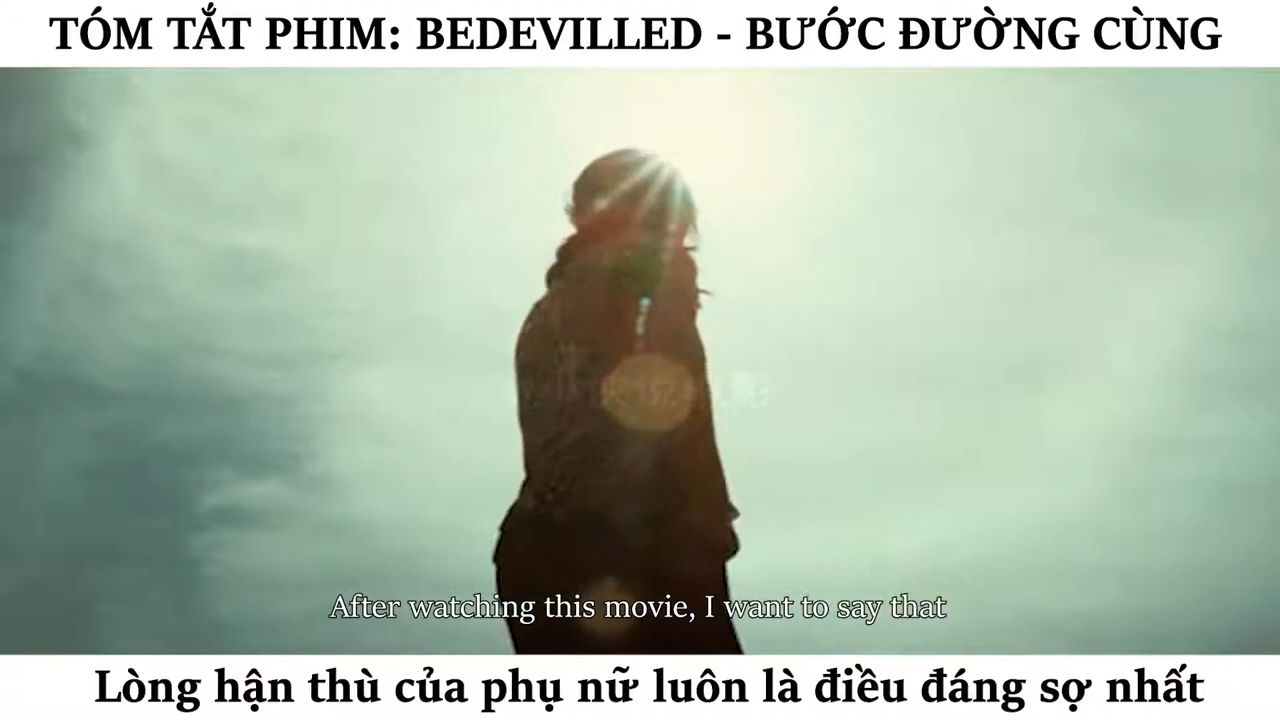 TÓM TẮT PHIM: BEDEVILLED - BƯỚC ĐƯỜNG CÙNG
After watching this movie, I want to say that
Lòng hận thù của phụ nữ luôn là điều đáng sợ nhất